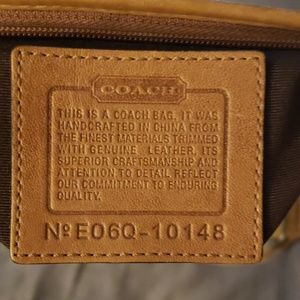 COACH
THIS IS A COACH BAG. IT WAS
HANDCRAFTED IN CHINA FROM
THE FINEST MATERIALS TRIMMED
WITH GENUINE LEATHER. ITS
SUPERIOR CRAFTSMANSHIP AND
ATTENTION TO DETAIL REFLECT
OUR COMMITMENT TO ENDURING
QUALITY.
Nº E06Q-10148